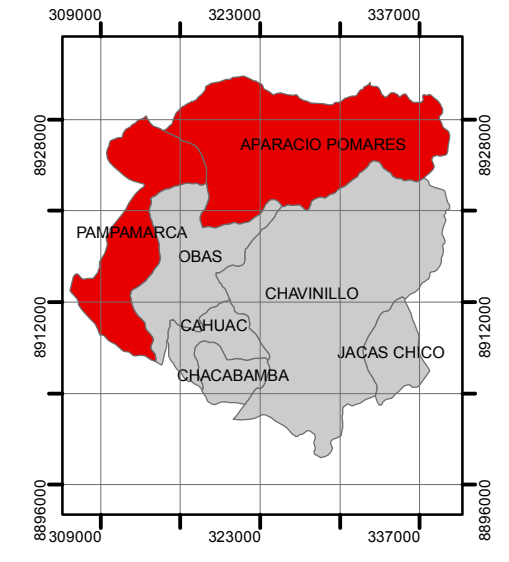 309000 323000 337000
8928000 8928000
APARACIO POMARES
PAMPAMARCA
OBAS
CHAVINILLO
8912000 8912000
CAHUAC
JACAS CHICO
CHACABAMBA
8896000 8896000
309000 323000 337000